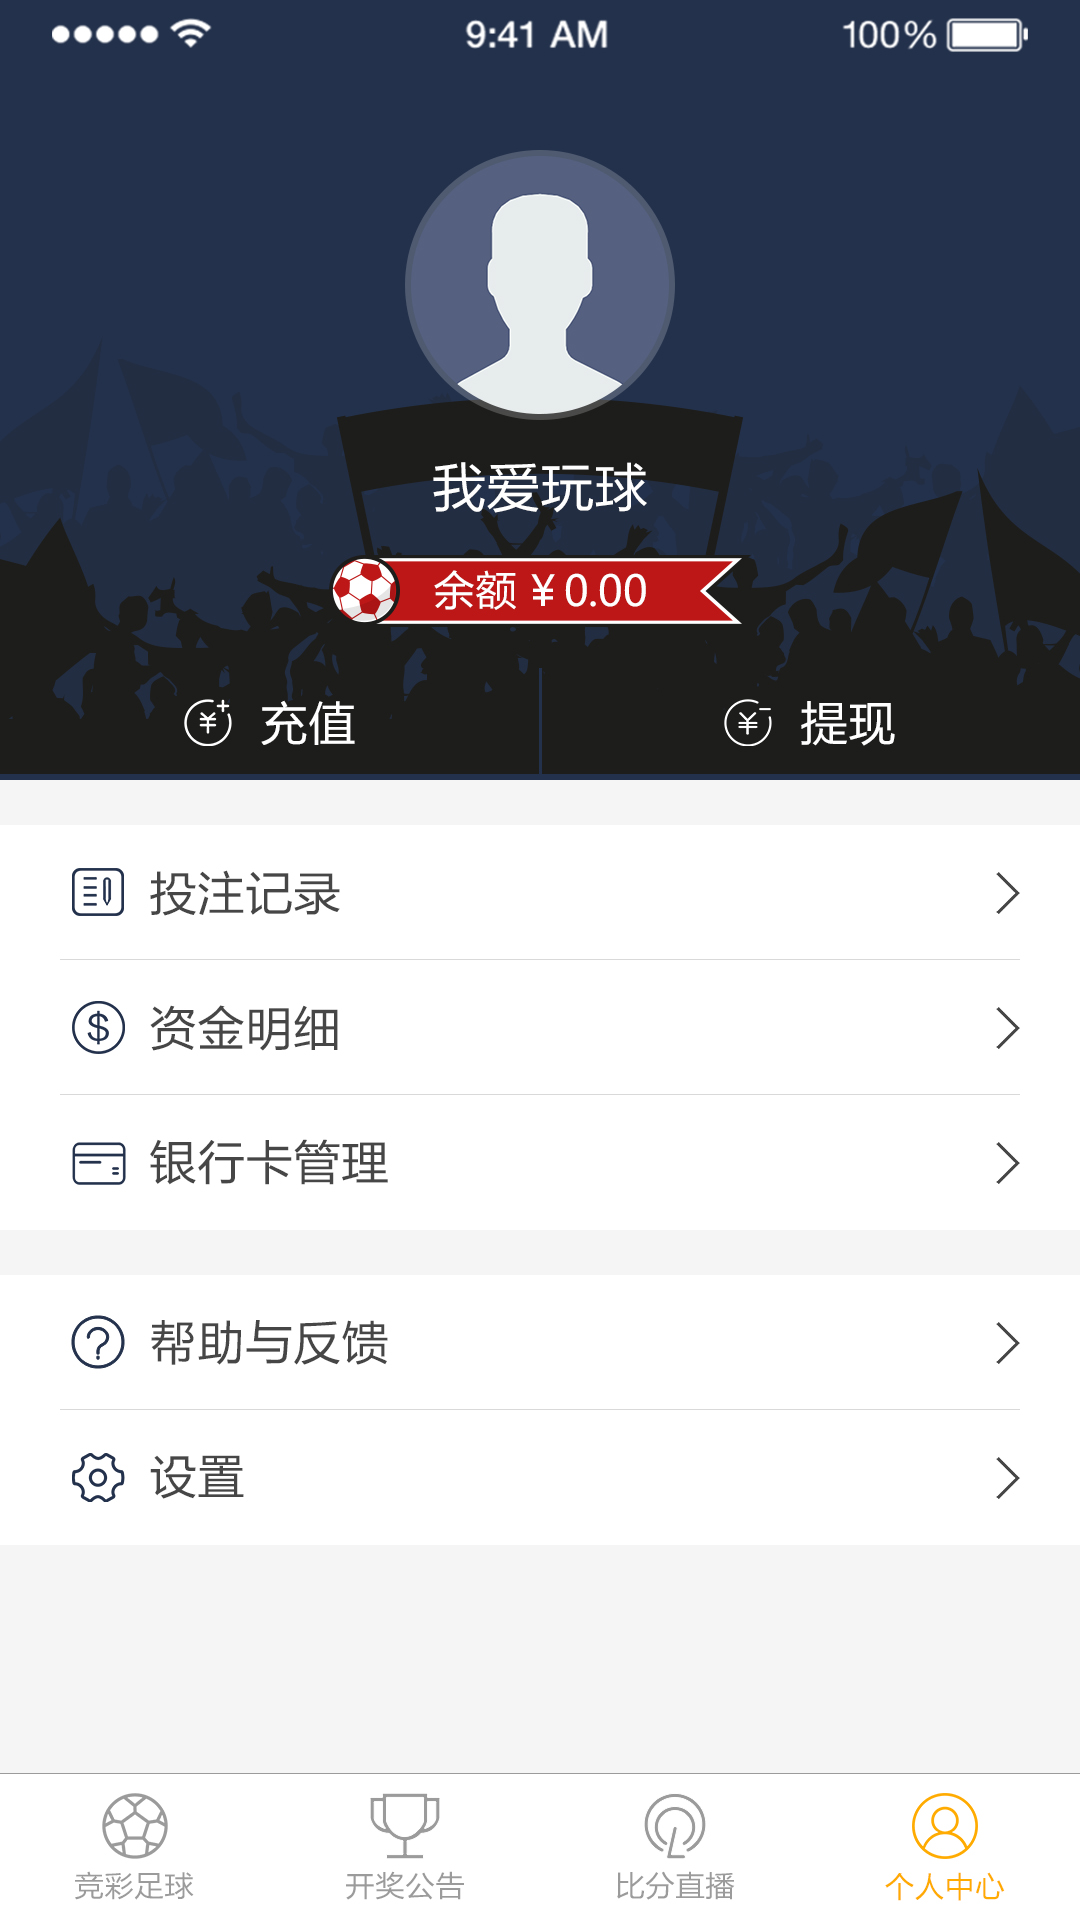 9:41 AM 100%
我爱玩球
余额 ¥ 0.00
充值 提现
投注记录
资金明细
银行卡管理
帮助与反馈
设置
竞彩足球 开奖公告 比分直播 个人中心